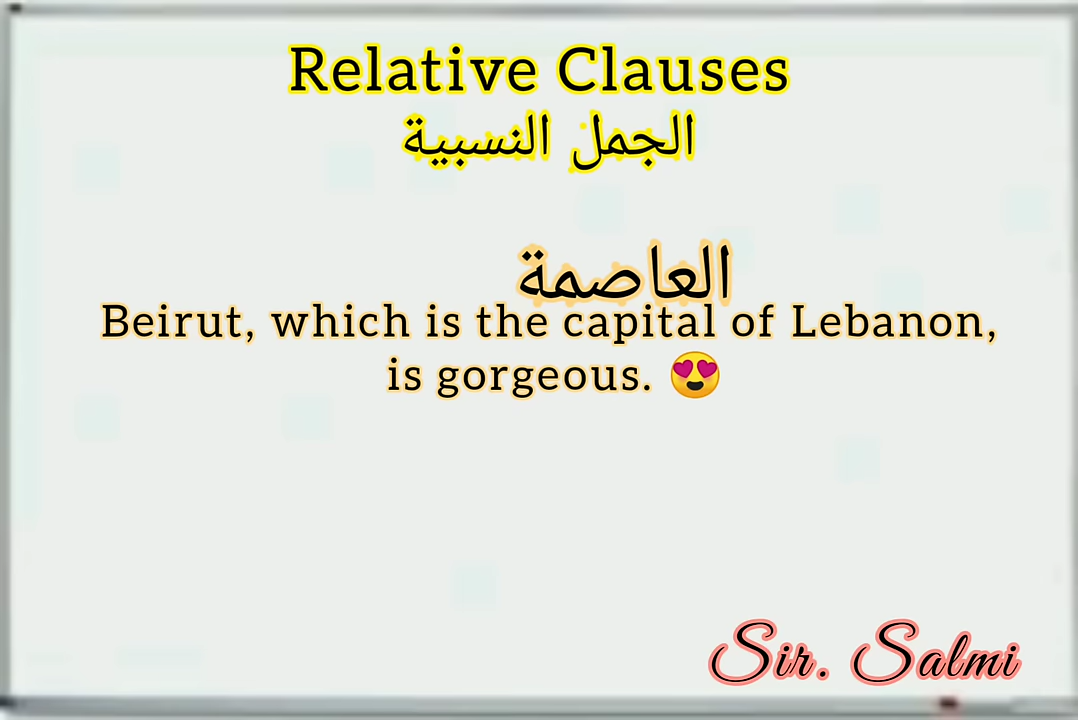 Relative Clauses
الجمل النسبية
العاصمة
Beirut, which is the capital of Lebanon,
is gorgeous. 😍
Sir. Salmi